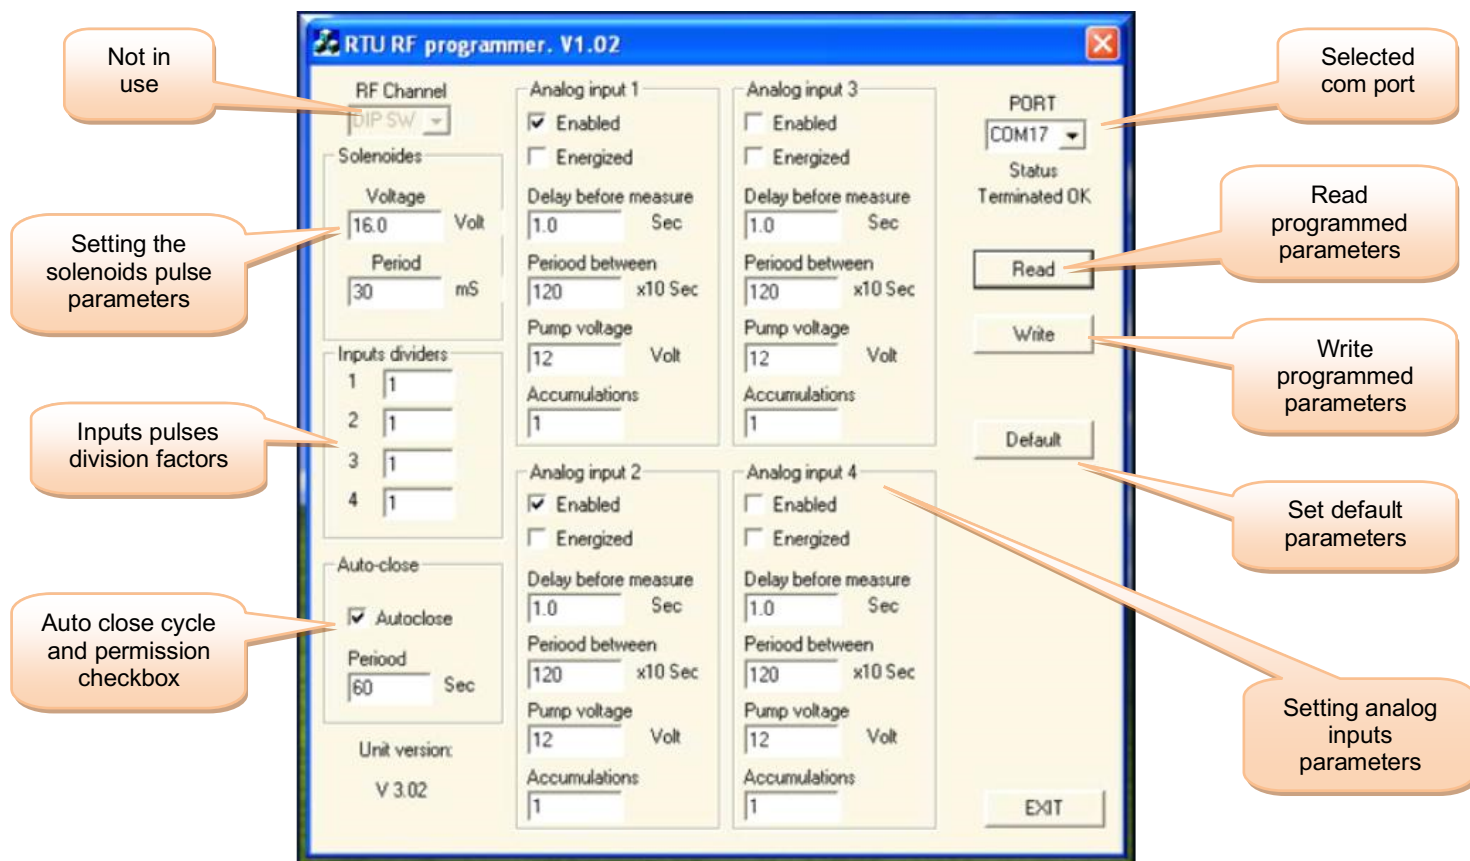 Not in
use
Setting the
solenoids pulse
parameters
Inputs pulses
division factors
Auto close cycle
and permission
checkbox
RTU RF programmer. V1.02
RF Channel
DIP SW
Solenoides
Voltage
16.0 Volt
Period
30 mS
Inputs dividers
1 1
2 1
3 1
4 1
Auto-close
Autoclose
Periood
60 Sec
Unit version:
V 3.02
Analog input 1
Enabled
Energized
Delay before measure
1.0 Sec
Periood between
120 x10 Sec
Pump voltage
12 Volt
Accumulations
1
Analog input 2
Enabled
Energized
Delay before measure
1.0 Sec
Periood between
120 x10 Sec
Pump voltage
12 Volt
Accumulations
1
Analog input 3
Enabled
Energized
Delay before measure
1.0 Sec
Periood between
120 x10 Sec
Pump voltage
12 Volt
Accumulations
1
Analog input 4
Enabled
Energized
Delay before measure
1.0 Sec
Periood between
120 x10 Sec
Pump voltage
12 Volt
Accumulations
1
PORT
COM17
Status
Terminated OK
Read
Write
Default
EXIT
Selected
com port
Read
programmed
parameters
Write
programmed
parameters
Set default
parameters
Setting analog
inputs
parameters